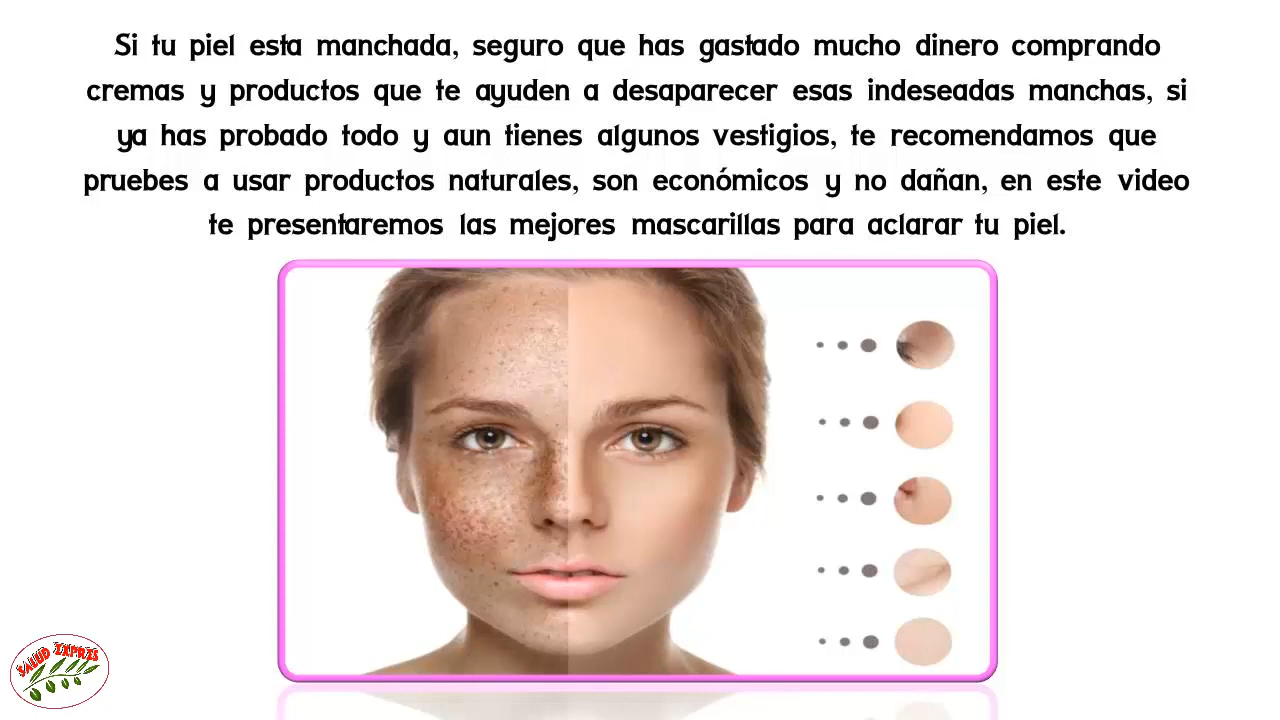 Si tu piel esta manchada, seguro que has gastado mucho dinero comprando
cremas y productos que te ayuden a desaparecer esas indeseadas manchas, si
ya has probado todo y aun tienes algunos vestigios, te recomendamos que
pruebes a usar productos naturales, son económicos y no dañan, en este video
te presentaremos las mejores mascarillas para aclarar tu piel.
SALUD EXPRES